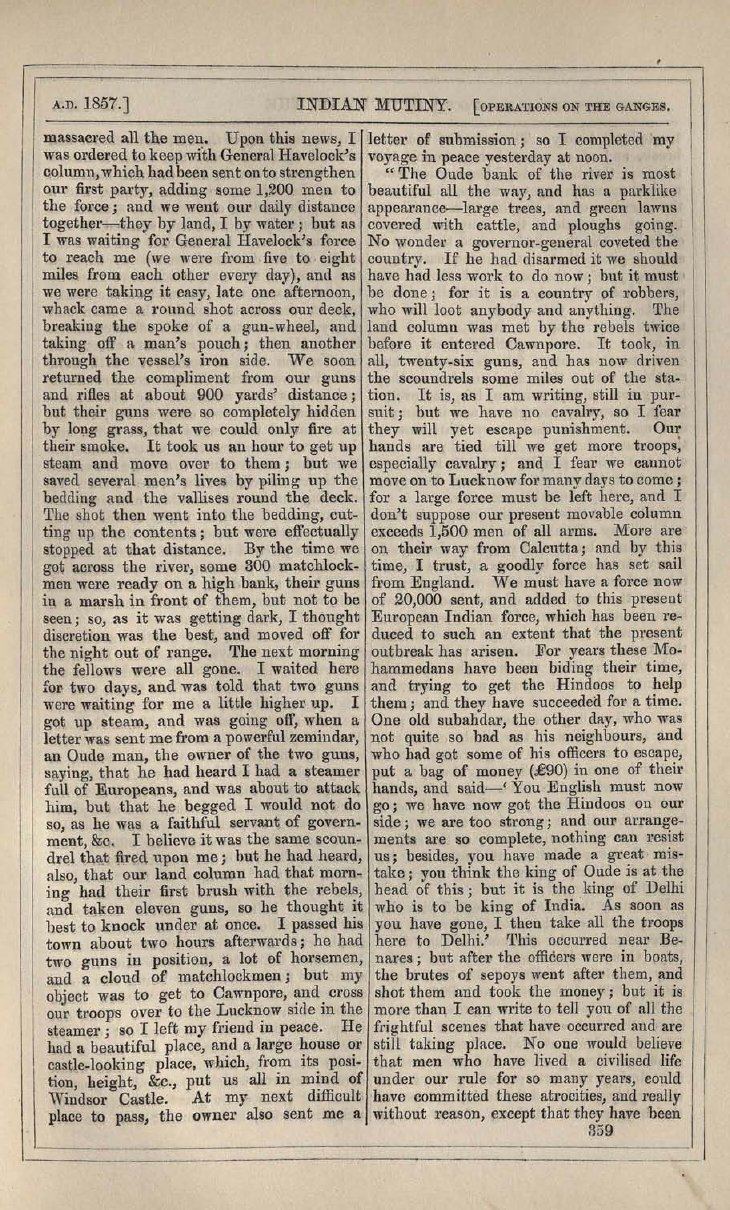 A.D. 1857.] INDIAN MUTINY. [OPERATIONS ON THE GANGES.
massacred all the men. Upon this news, I
was ordered to keep with General Havelock's
column, which had been sent on to strengthen
our first party, adding some 1,200 men to
the force; and we went our daily distance
together—they by land, I by water; but as
I was waiting for General Havelock's force
to reach me (we were from five to eight
miles from each other every day), and as
we were taking it easy, late one afternoon,
whack came a round shot across our deck,
breaking the spoke of a gun-wheel, and
taking off a man's pouch; then another
through the vessel's iron side. We soon
returned the compliment from our guns
and rifles at about 900 yards' distance;
but their guns were so completely hidden
by long grass, that we could only fire at
their smoke. It took us an hour to get up
steam and move over to them; but we
saved several men's lives by piling up the
bedding and the vallises round the deck.
The shot then went into the bedding, cut-
ting up the contents; but were effectually
stopped at that distance. By the time we
got across the river, some 300 matchlock-
men were ready on a high bank, their guns
in a marsh in front of them, but not to be
seen; so, as it was getting dark, I thought
discretion was the best, and moved off for
the night out of range. The next morning
the fellows were all gone. I waited here
for two days, and was told that two guns
were waiting for me a little higher up. I
got up steam, and was going off, when a
letter was sent me from a powerful zemindar,
an Oude man, the owner of the two guns,
saying, that he had heard I had a steamer
full of Europeans, and was about to attack
him, but that he begged I would not do
so, as he was a faithful servant of govern-
ment, &c. I believe it was the same scoun-
drel that fired upon me; but he had heard,
also, that our land column had that morn-
ing had their first brush with the rebels,
and taken eleven guns, so he thought it
best to knock under at once. I passed his
town about two hours afterwards; he had
two guns in position, a lot of horsemen,
and a cloud of matchlockmen; but my
object was to get to Cawnpore, and cross
our troops over to the Lucknow side in the
steamer; so I left my friend in peace. He
had a beautiful place, and a large house or
castle-looking place, which, from its posi-
tion, height, &c., put us all in mind of
Windsor Castle. At my next difficult
place to pass, the owner also sent me a
letter of submission; so I completed my
voyage in peace yesterday at noon.
"The Oude bank of the river is most
beautiful all the way, and has a parklike
appearance—large trees, and green lawns
covered with cattle, and ploughs going.
No wonder a governor-general coveted the
country. If he had disarmed it we should
have had less work to do now; but it must
be done; for it is a country of robbers,
who will loot anybody and anything. The
land column was met by the rebels twice
before it entered Cawnpore. It took, in
all, twenty-six guns, and has now driven
the scoundrels some miles out of the sta-
tion. It is, as I am writing, still in pur-
suit; but we have no cavalry, so I fear
they will yet escape punishment. Our
hands are tied till we get more troops,
especially cavalry; and I fear we cannot
move on to Lucknow for many days to come;
for a large force must be left here, and I
don't suppose our present movable column
exceeds 1,500 men of all arms. More are
on their way from Calcutta; and by this
time, I trust, a goodly force has set sail
from England. We must have a force now
of 20,000 sent, and added to this present
European Indian force, which has been re-
duced to such an extent that the present
outbreak has arisen. For years these Mo-
hammedans have been biding their time,
and trying to get the Hindoos to help
them; and they have succeeded for a time.
One old subahdar, the other day, who was
not quite so bad as his neighbours, and
who had got some of his officers to escape,
put a bag of money (£90) in one of their
hands, and said—'You English must now
go; we have now got the Hindoos on our
side; we are too strong; and our arrange-
ments are so complete, nothing can resist
us; besides, you have made a great mis-
take; you think the king of Oude is at the
head of this; but it is the king of Delhi
who is to be king of India. As soon as
you have gone, I then take all the troops
here to Delhi.' This occurred near Be-
nares; but after the officers were in boats,
the brutes of sepoys went after them, and
shot them and took the money; but it is
more than I can write to tell you of all the
frightful scenes that have occurred and are
still taking place. No one would believe
that men who have lived a civilised life
under our rule for so many years, could
have committed these atrocities, and really
without reason, except that they have been
359